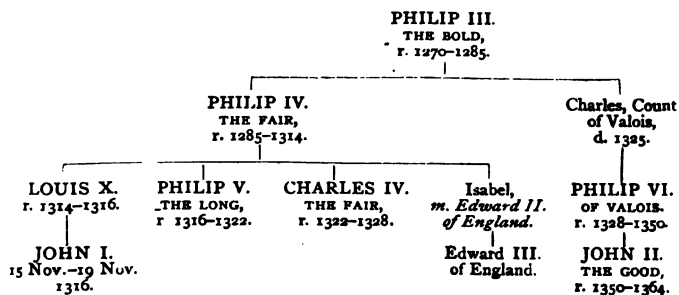 PHILIP III.
THE BOLD,
r. 1270–1285.
PHILIP IV.
THE FAIR,
r. 1285–1314.
Charles, Count
of Valois,
d. 1325.
LOUIS X.
r. 1314–1316.
PHILIP V.
THE LONG,
r 1316–1322.
CHARLES IV.
THE FAIR,
r. 1322–1328.
Isabel,
m. Edward II.
of England.
PHILIP VI.
OF VALOIS.
r. 1328–1350.
JOHN I.
15 Nov.–19 Nov.
1316.
Edward III.
of England.
JOHN II.
THE GOOD,
r. 1350–1364.